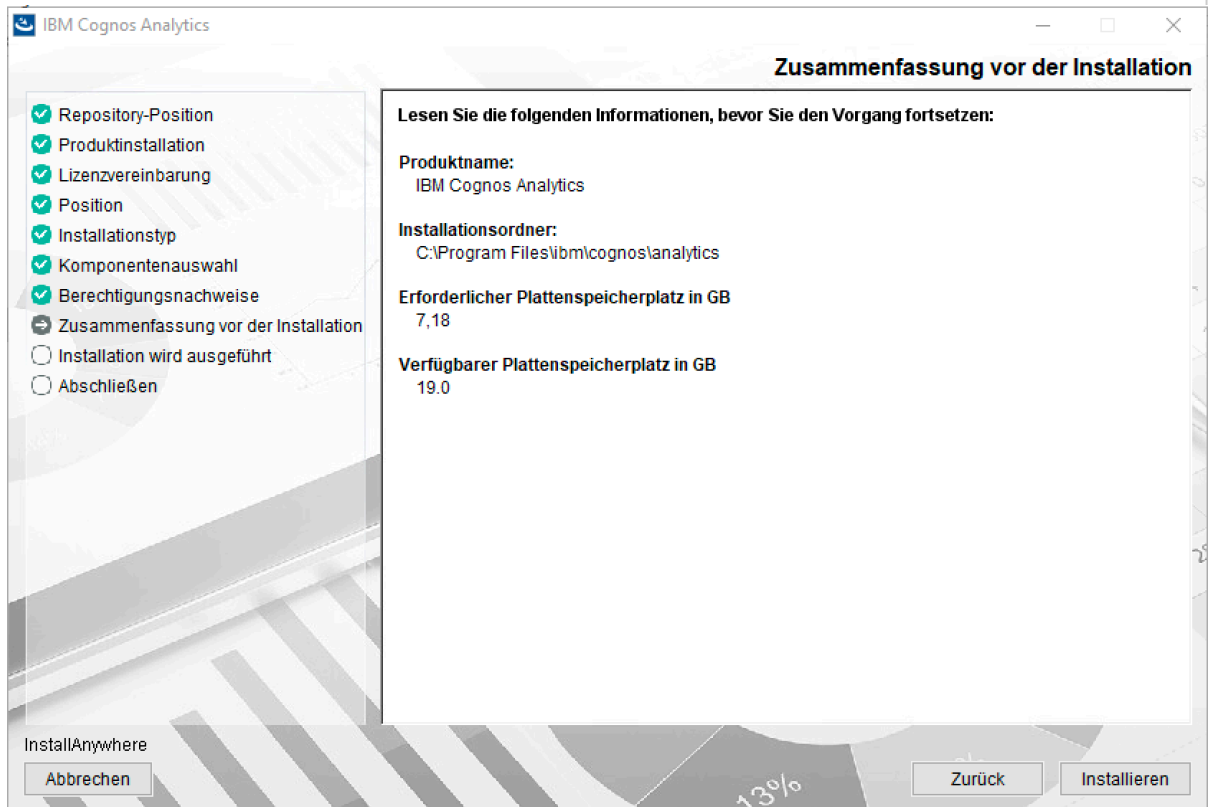 IBM Cognos Analytics
Zusammenfassung vor der Installation
Repository-Position
Produktinstallation
Lizenzvereinbarung
Position
Installationstyp
Komponentenauswahl
Berechtigungsnachweise
Zusammenfassung vor der Installation
Installation wird ausgeführt
Abschließen
Lesen Sie die folgenden Informationen, bevor Sie den Vorgang fortsetzen:
Produktname:
IBM Cognos Analytics
Installationsordner:
C:\Program Files\ibm\cognos\analytics
Erforderlicher Plattenspeicherplatz in GB
7,18
Verfügbarer Plattenspeicherplatz in GB
19.0
InstallAnywhere
Abbrechen
13%
Zurück
Installieren